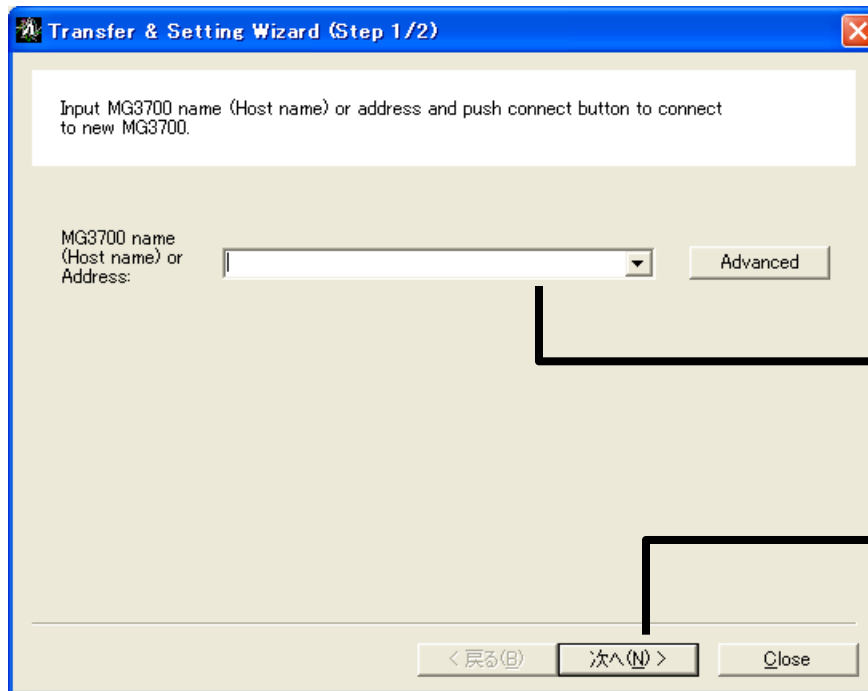 Transfer & Setting Wizard (Step 1/2)
Input MG3700 name (Host name) or address and push connect button to connect
to new MG3700.
MG3700 name
(Host name) or
Address:
Advanced
< 戻る(B)
次へ(N) >
Close